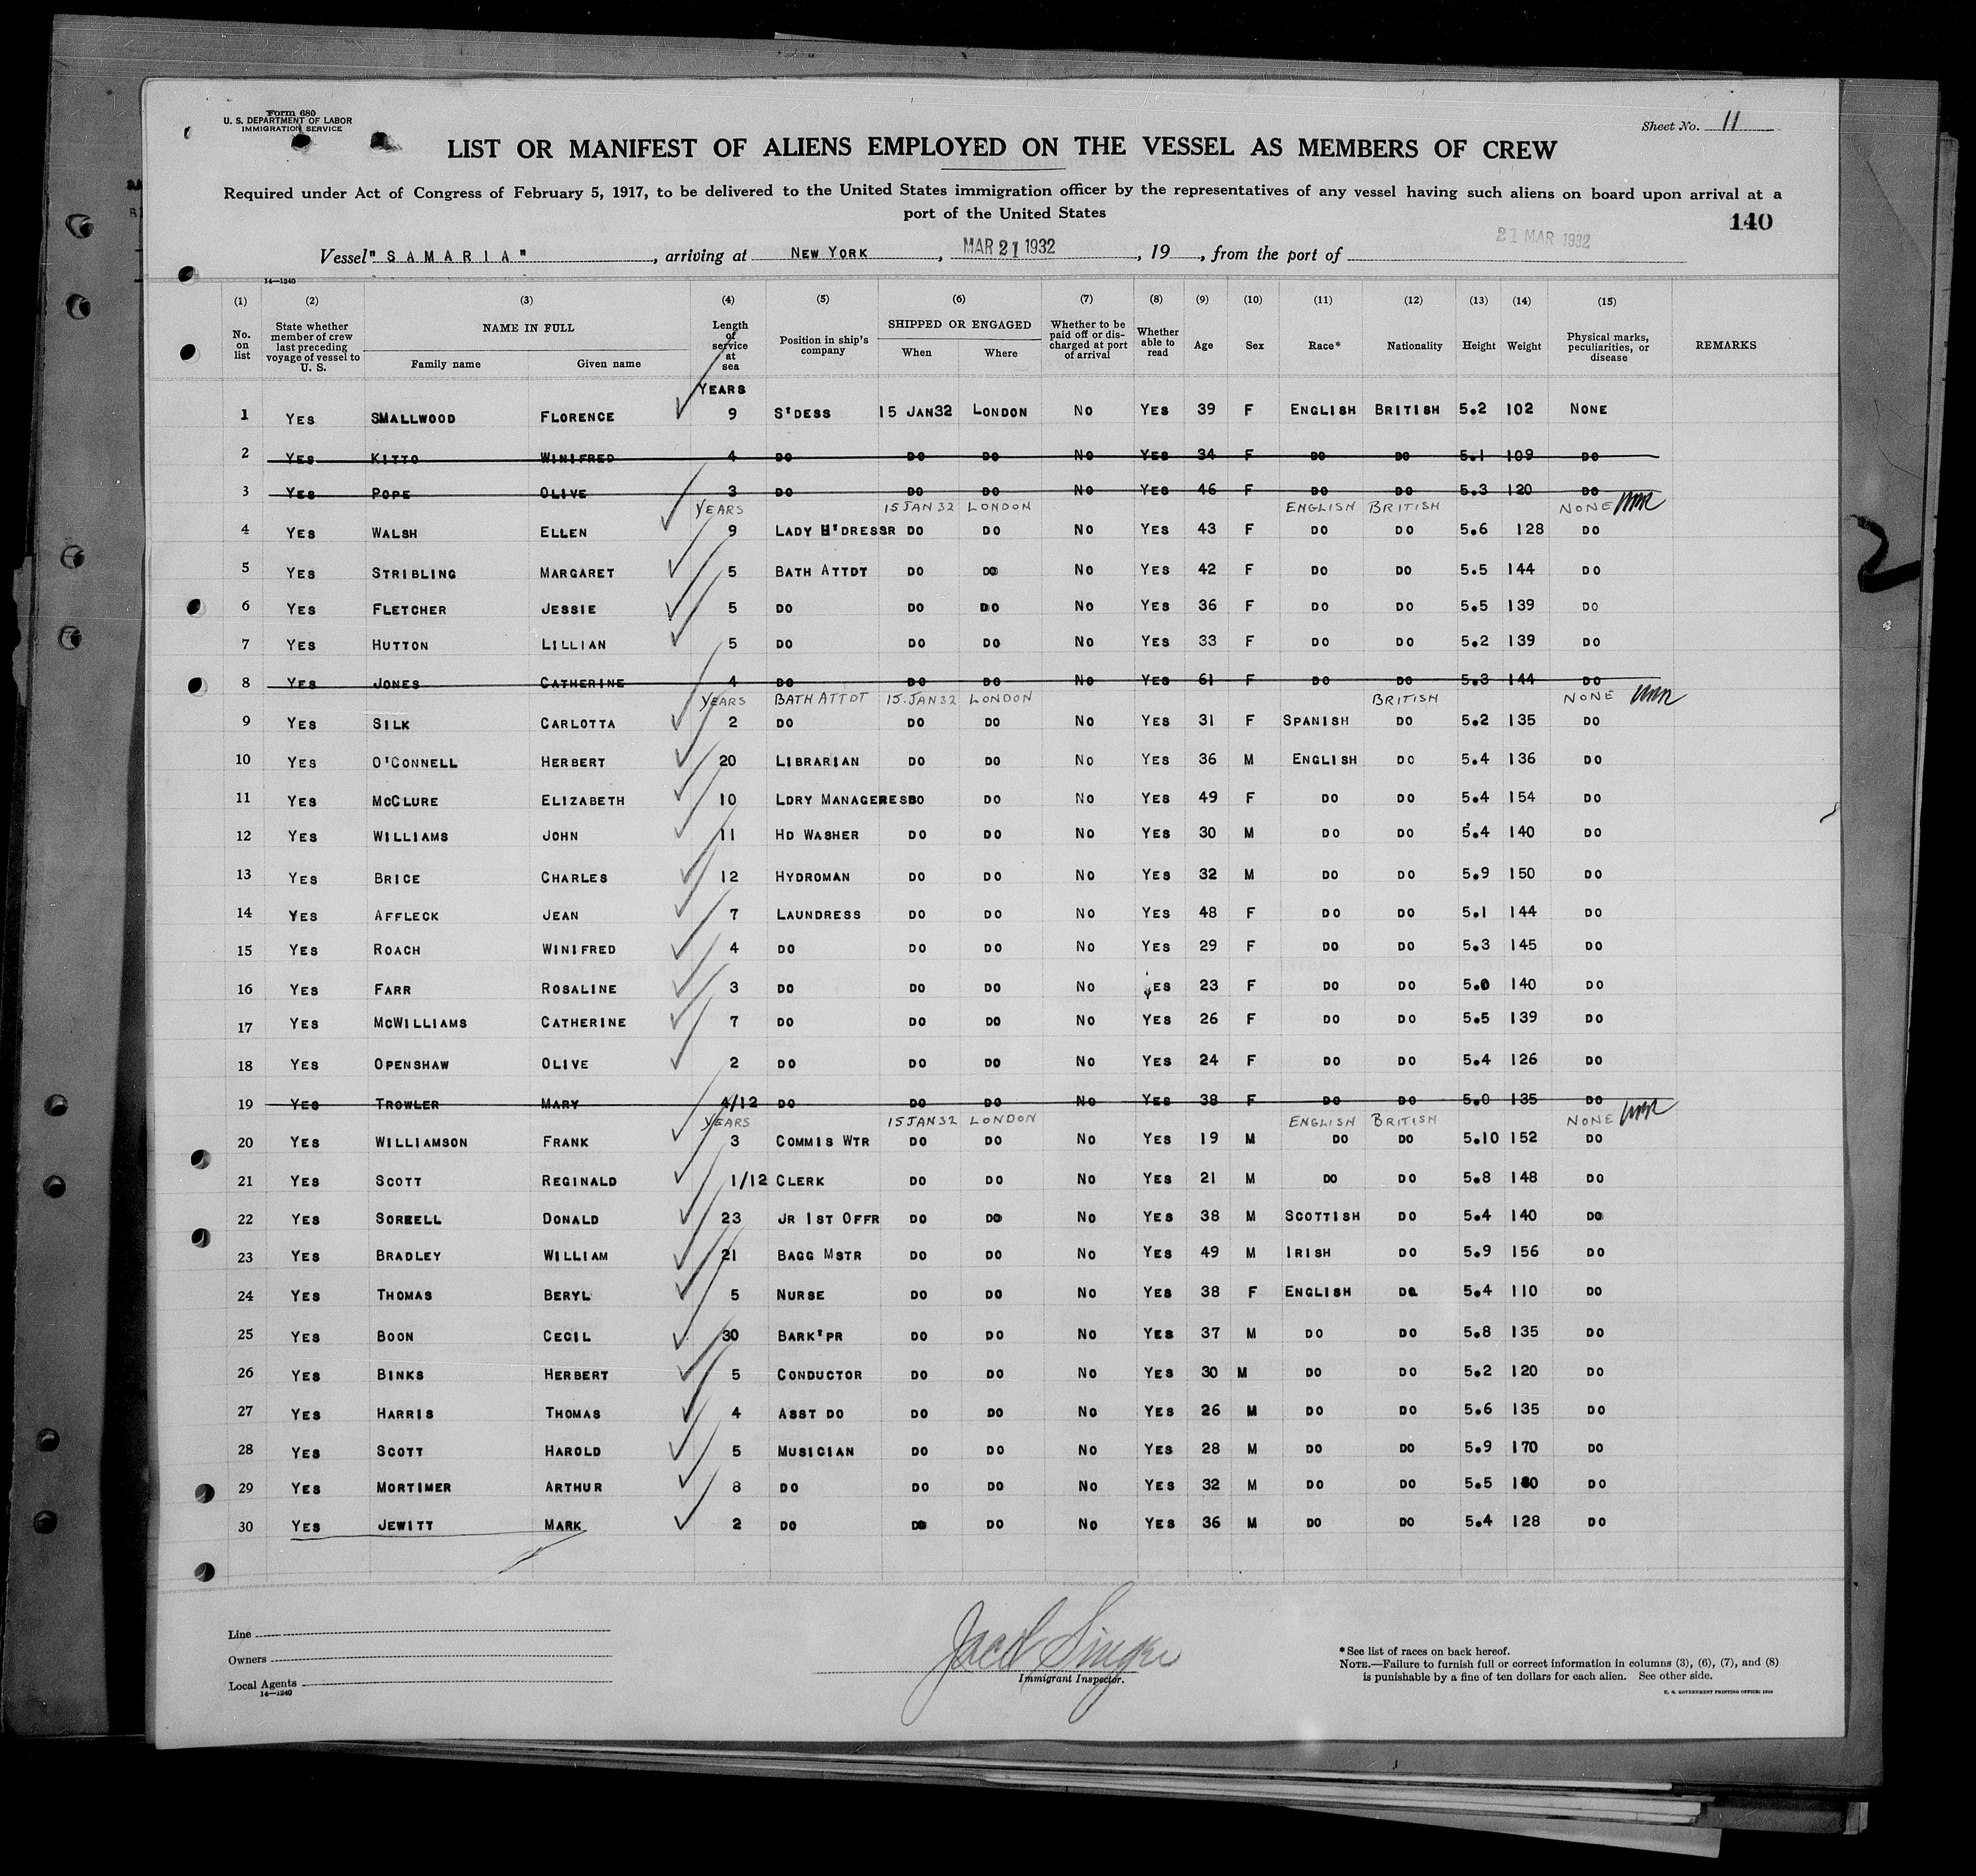 Form 680
U. S. DEPARTMENT OF LABOR
IMMIGRATION SERVICE
Sheet No. 11
LIST OR MANIFEST OF ALIENS EMPLOYED ON THE VESSEL AS MEMBERS OF CREW
Required under Act of Congress of February 5, 1917, to be delivered to the United States immigration officer by the representatives of any vessel having such aliens on board upon arrival at a
port of the United States
140
Vessel "SAMARIA", arriving at NEW YORK, MAR 21 1932, 19, from the port of 21 MAR 1932
14—1240
(1) (2) (3) (4) (5) (6) (7) (8) (9) (10) (11) (12) (13) (14) (15)
No. on list State whether member of crew last preceding voyage of vessel to U. S. NAME IN FULL Family name Given name Length of service at sea Position in ship's company SHIPPED OR ENGAGED When Where Whether to be paid off or discharged at port of arrival Whether able to read Age Sex Race* Nationality Height Weight Physical marks, peculiarities, or disease REMARKS
YEARS
1 YES SMALLWOOD FLORENCE 9 S'DESS 15 JAN32 LONDON NO YES 39 F ENGLISH BRITISH 5.2 102 NONE
2 YES KITTO WINIFRED 4 DO DO DO NO YES 34 F DO DO 5.1 109 DO
3 YES POPE OLIVE 3 DO DO DO NO YES 46 F DO DO 5.3 120 DO
YEARS 15 JAN 32 LONDON ENGLISH BRITISH NONE
4 YES WALSH ELLEN 9 LADY H'DRESSR DO DO NO YES 43 F DO DO 5.6 128 DO
5 YES STRIBLING MARGARET 5 BATH ATTDT DO DO NO YES 42 F DO DO 5.5 144 DO
6 YES FLETCHER JESSIE 5 DO DO DO NO YES 36 F DO DO 5.5 139 DO
7 YES HUTTON LILLIAN 5 DO DO DO NO YES 33 F DO DO 5.2 139 DO
8 YES JONES CATHERINE 4 DO DO DO NO YES 61 F DO DO 5.3 144 DO
YEARS BATH ATTDT 15.JAN32 LONDON BRITISH NONE
9 YES SILK CARLOTTA 2 DO DO DO NO YES 31 F SPANISH DO 5.2 135 DO
10 YES O'CONNELL HERBERT 20 LIBRARIAN DO DO NO YES 36 M ENGLISH DO 5.4 136 DO
11 YES MCCLURE ELIZABETH 10 LDRY MANAGERESS DO DO NO YES 49 F DO DO 5.4 154 DO
12 YES WILLIAMS JOHN 11 HD WASHER DO DO NO YES 30 M DO DO 5.4 140 DO
13 YES BRICE CHARLES 12 HYDROMAN DO DO NO YES 32 M DO DO 5.9 150 DO
14 YES AFFLECK JEAN 7 LAUNDRESS DO DO NO YES 48 F DO DO 5.1 144 DO
15 YES ROACH WINIFRED 4 DO DO DO NO YES 29 F DO DO 5.3 145 DO
16 YES FARR ROSALINE 3 DO DO DO NO YES 23 F DO DO 5.0 140 DO
17 YES MCWILLIAMS CATHERINE 7 DO DO DO NO YES 26 F DO DO 5.5 139 DO
18 YES OPENSHAW OLIVE 2 DO DO DO NO YES 24 F DO DO 5.4 126 DO
19 YES TROWLER MARY 4/12 DO DO DO NO YES 38 F DO DO 5.0 135 DO
YEARS 15 JAN 32 LONDON ENGLISH BRITISH NONE
20 YES WILLIAMSON FRANK 3 COMMIS WTR DO DO NO YES 19 M DO DO 5.10 152 DO
21 YES SCOTT REGINALD 1/12 CLERK DO DO NO YES 21 M DO DO 5.8 148 DO
22 YES SORRELL DONALD 23 JR 1ST OFFR DO DO NO YES 38 M SCOTTISH DO 5.4 140 DO
23 YES BRADLEY WILLIAM 21 BAGG MSTR DO DO NO YES 49 M IRISH DO 5.9 156 DO
24 YES THOMAS BERYL 5 NURSE DO DO NO YES 38 F ENGLISH DO 5.4 110 DO
25 YES BOON CECIL 30 BARK'PR DO DO NO YES 37 M DO DO 5.8 135 DO
26 YES BINKS HERBERT 5 CONDUCTOR DO DO NO YES 30 M DO DO 5.2 120 DO
27 YES HARRIS THOMAS 4 ASST DO DO DO NO YES 26 M DO DO 5.6 135 DO
28 YES SCOTT HAROLD 5 MUSICIAN DO DO NO YES 28 M DO DO 5.9 170 DO
29 YES MORTIMER ARTHUR 8 DO DO DO NO YES 32 M DO DO 5.5 DO
30 YES JEWITT MARK 2 DO DO DO NO YES 36 M DO DO 5.4 128 DO
2
Line
Owners
Local Agents
14—1240
Immigrant Inspector.
*See list of races on back hereof.
NOTE.—Failure to furnish full or correct information in columns (3), (6), (7), and (8)
is punishable by a fine of ten dollars for each alien. See other side.